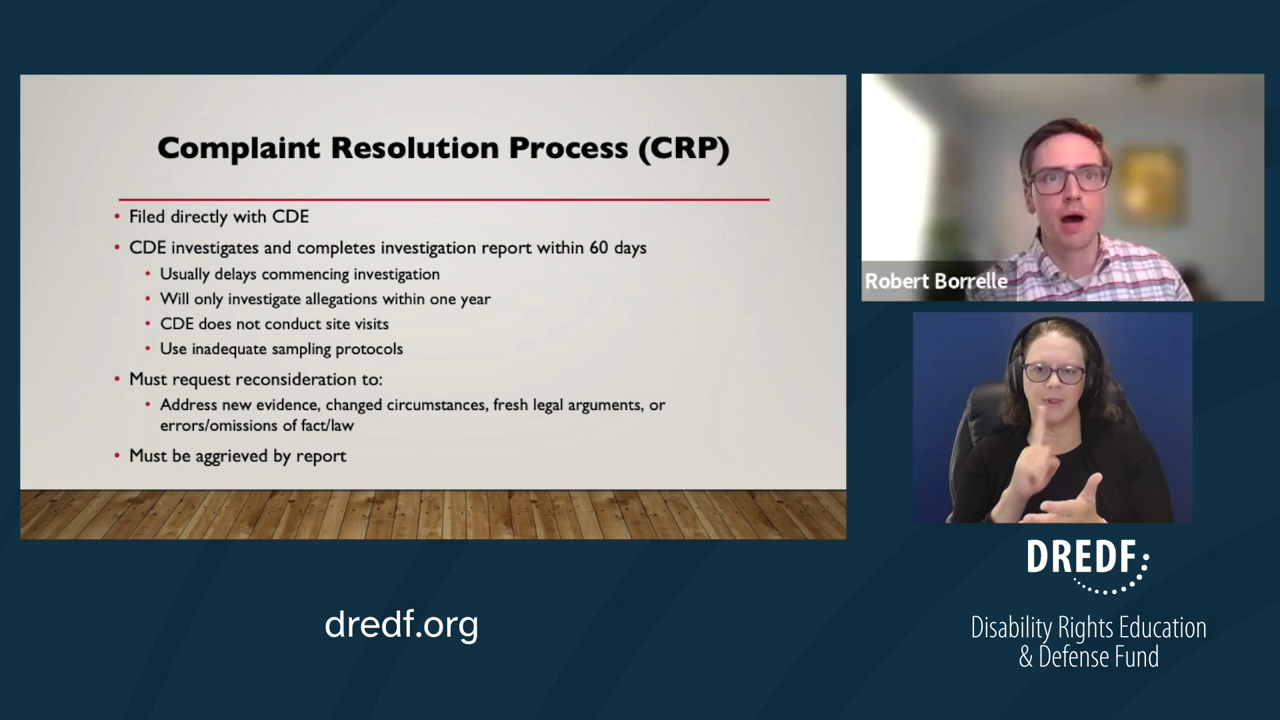 Complaint Resolution Process (CRP)
• Filed directly with CDE
• CDE investigates and completes investigation report within 60 days
• Usually delays commencing investigation
• Will only investigate allegations within one year
• CDE does not conduct site visits
• Use inadequate sampling protocols
• Must request reconsideration to:
• Address new evidence, changed circumstances, fresh legal arguments, or
errors/omissions of fact/law
• Must be aggrieved by report
Robert Borrelle
DREDF
Disability Rights Education
& Defense Fund
dredf.org